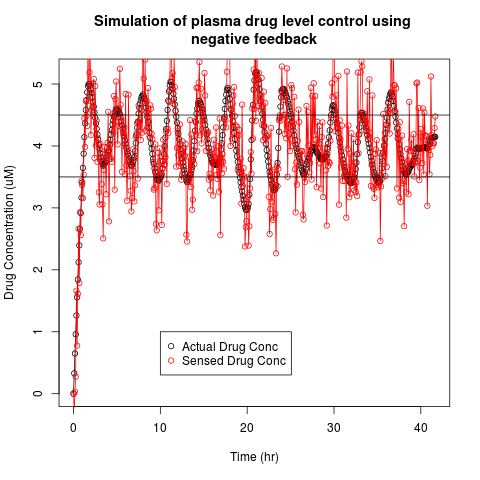 Simulation of plasma drug level control using
negative feedback
Drug Concentration (uM)
5
4
3
2
1
0
Actual Drug Conc
Sensed Drug Conc
0 10 20 30 40
Time (hr)